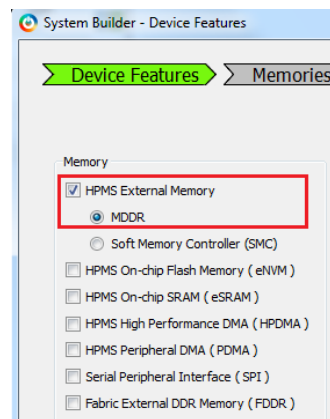 System Builder - Device Features
Device Features
Memories
Memory
HPMS External Memory
MDDR
Soft Memory Controller (SMC)
HPMS On-chip Flash Memory ( eNVM )
HPMS On-chip SRAM ( eSRAM )
HPMS High Performance DMA ( HPDMA )
HPMS Peripheral DMA ( PDMA )
Serial Peripheral Interface ( SPI )
Fabric External DDR Memory ( FDDR )